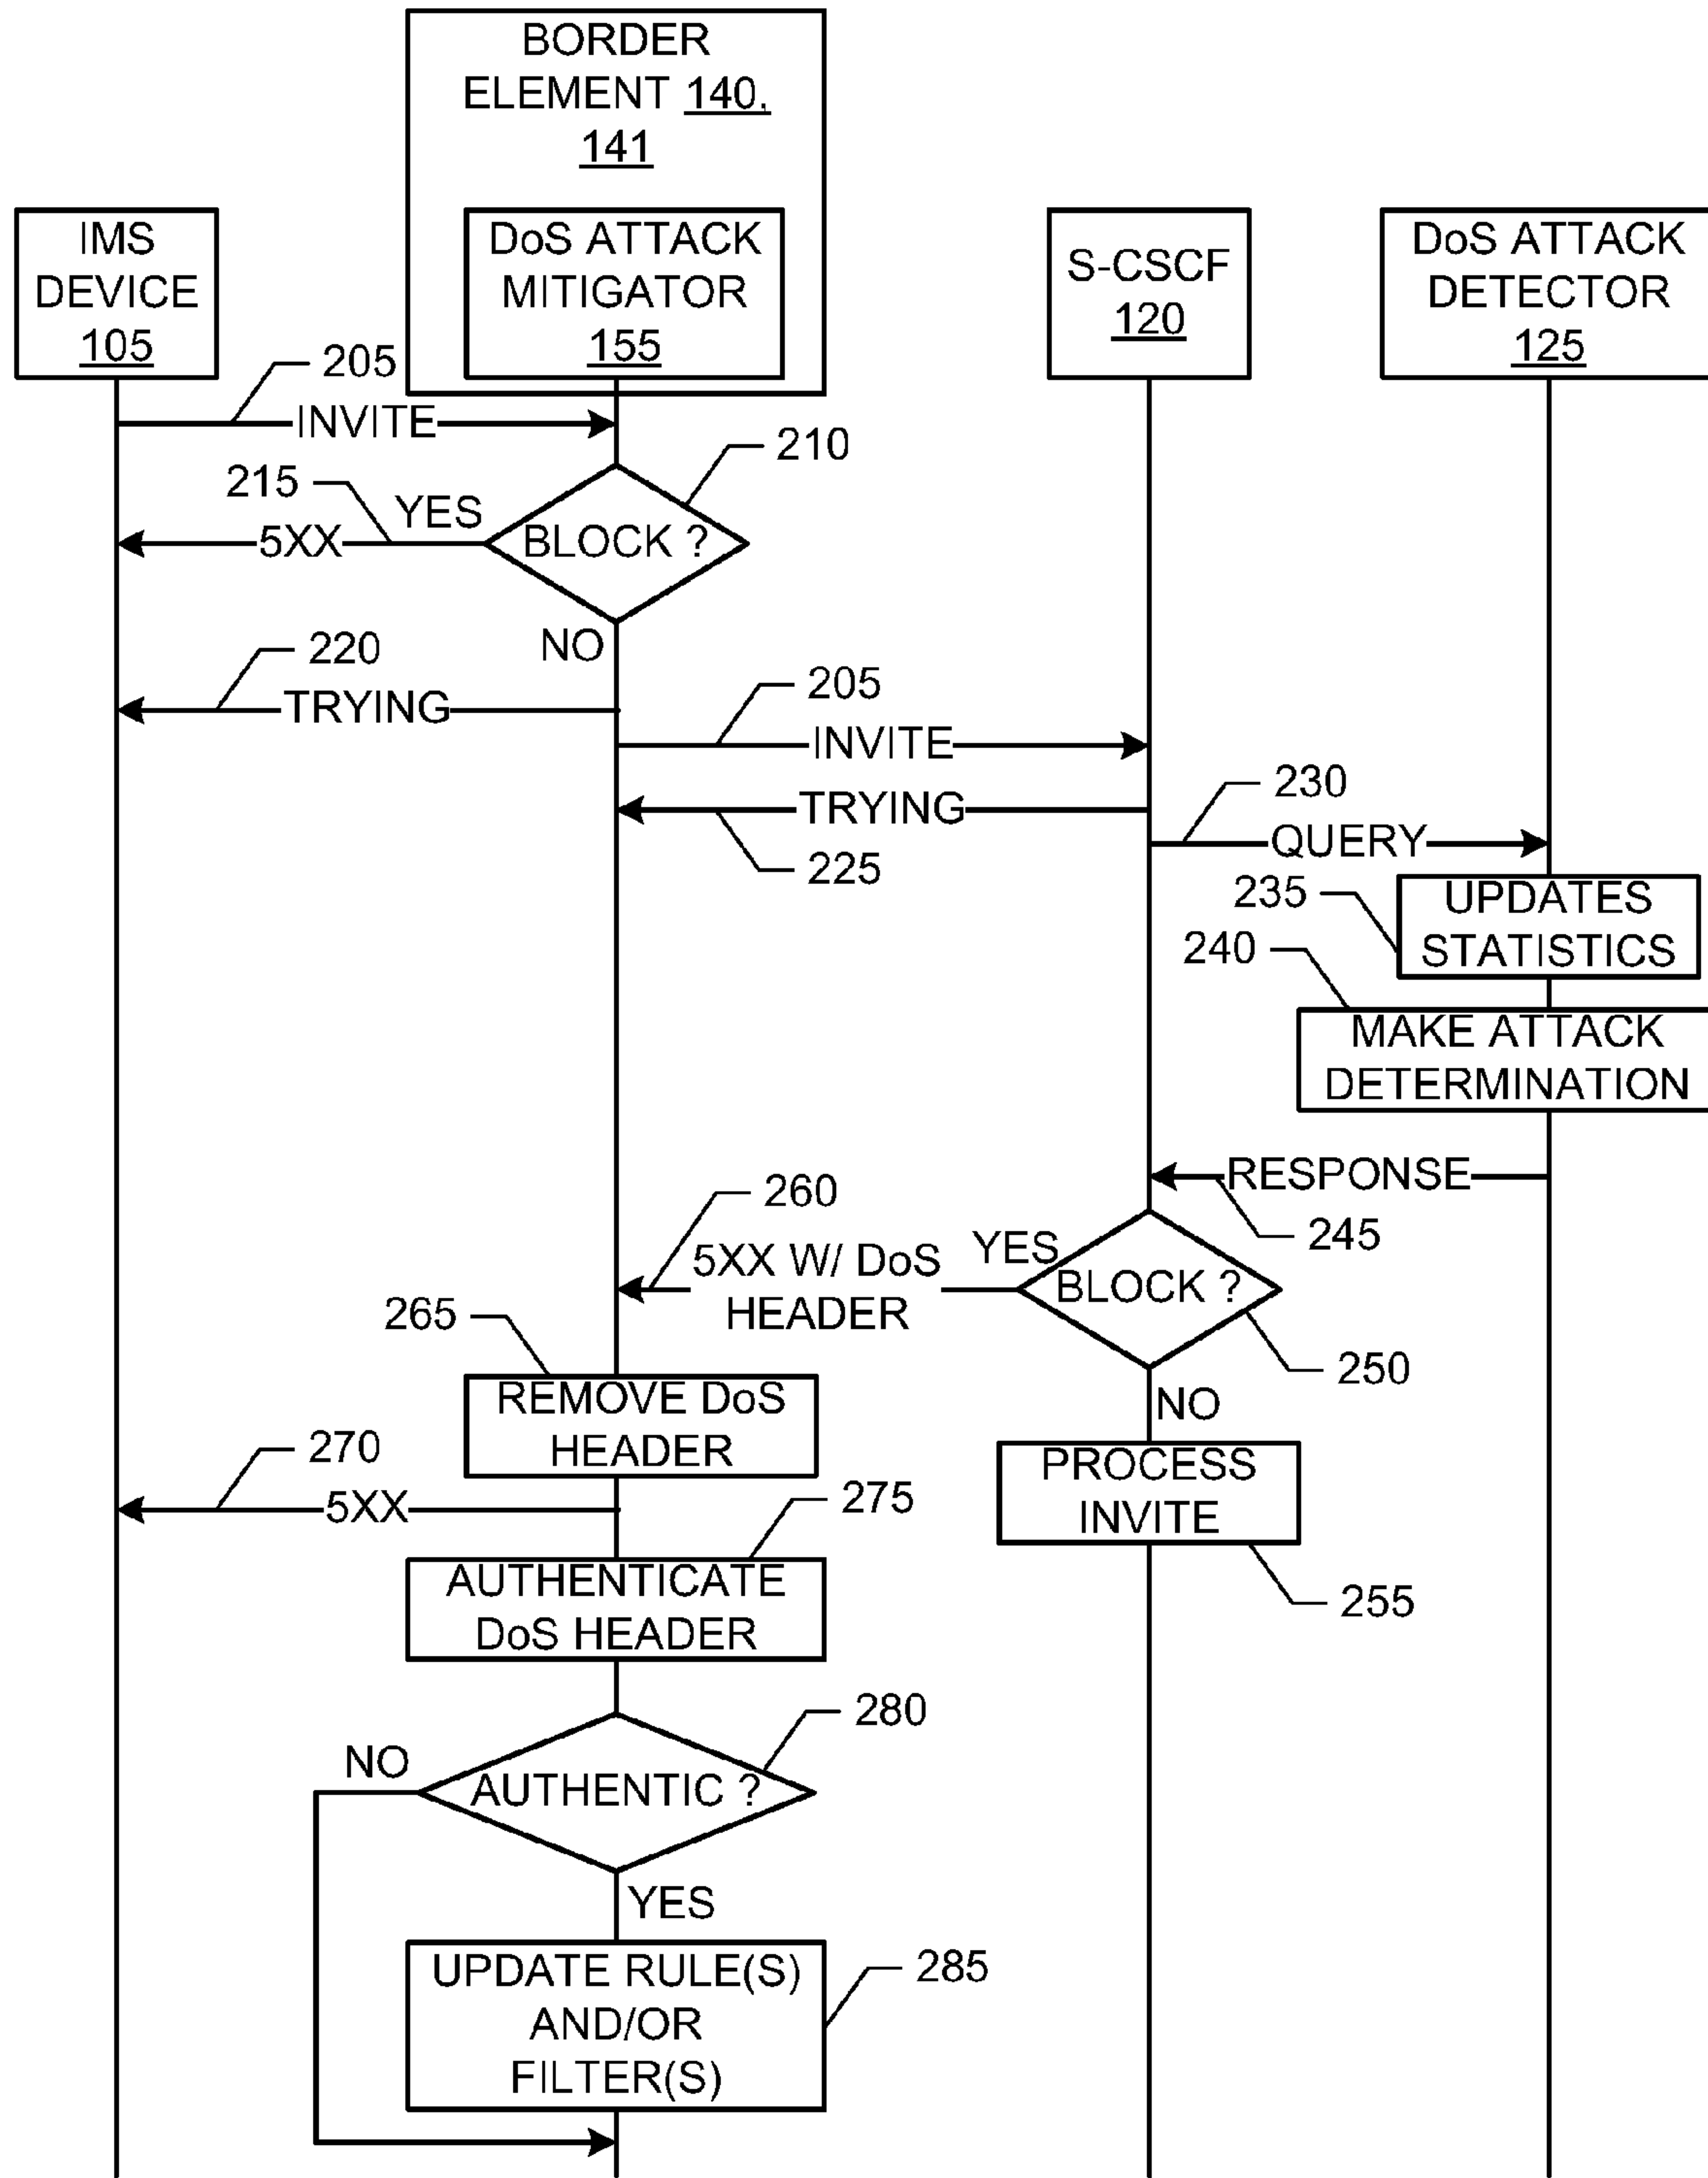 BORDER
ELEMENT 140,
141
IMS
DEVICE
105
DoS ATTACK
MITIGATOR
155
S-CSCF
120
DoS ATTACK
DETECTOR
125
205
INVITE
210
215
YES
5XX
BLOCK ?
NO
220
TRYING
205
INVITE
TRYING
225
230
QUERY
235
UPDATES
STATISTICS
240
MAKE ATTACK
DETERMINATION
RESPONSE
245
260
5XX W/ DoS
HEADER
YES
BLOCK ?
250
NO
265
REMOVE DoS
HEADER
PROCESS
INVITE
255
270
5XX
275
AUTHENTICATE
DoS HEADER
280
NO
AUTHENTIC ?
YES
UPDATE RULE(S)
AND/OR
FILTER(S)
285